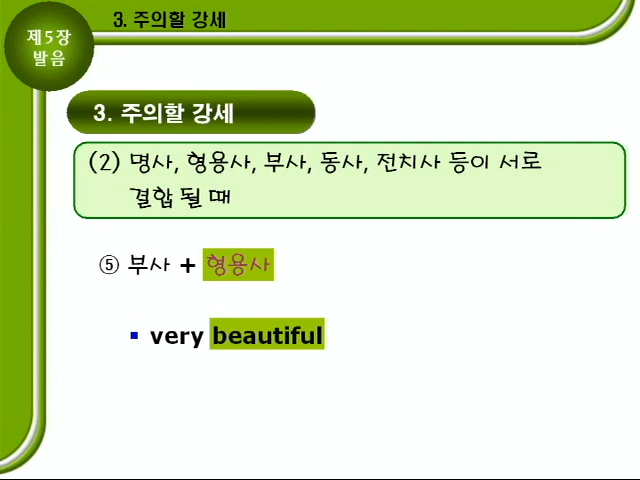 제5장
발음
3. 주의할 강세
3. 주의할 강세
(2) 명사, 형용사, 부사, 동사, 전치사 등이 서로
결합 될 때
⑤ 부사 + 형용사
▪ very beautiful